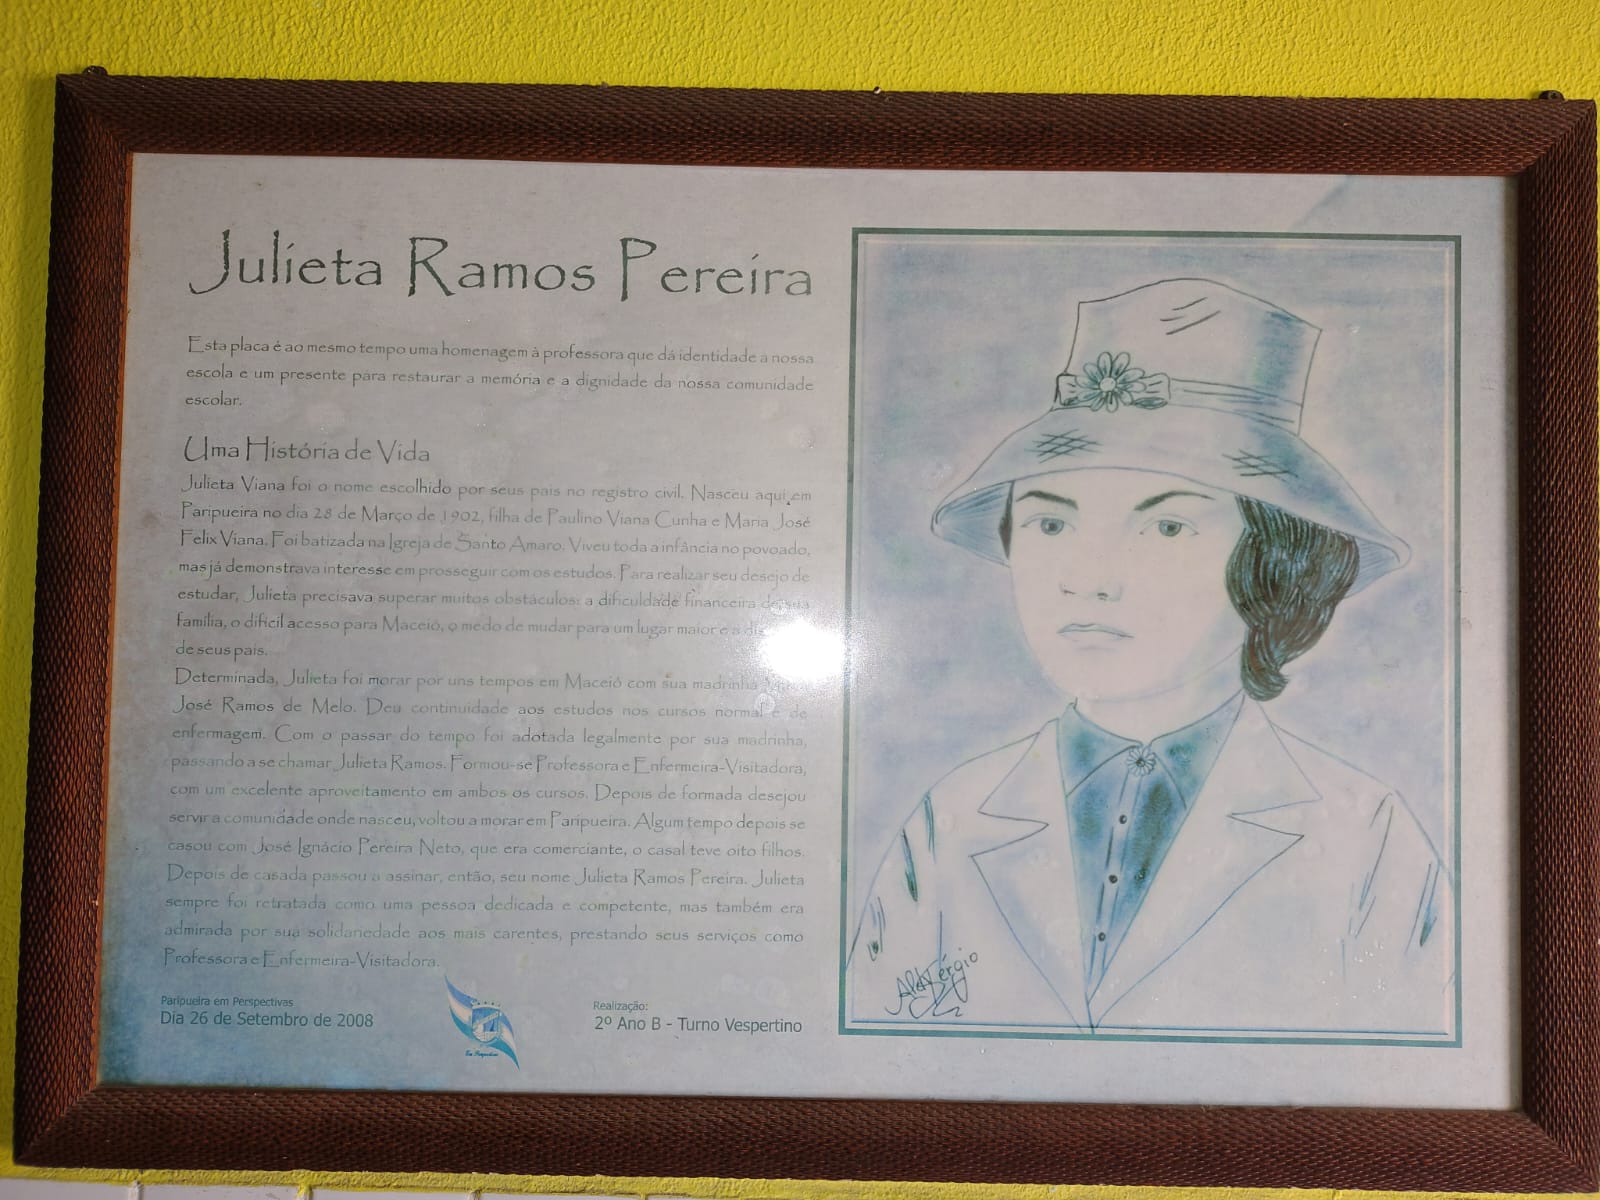 Julieta Ramos Pereira
Esta placa é ao mesmo tempo uma homenagem à professora que dá identidade a nossa
escola e um presente para restaurar a memória e a dignidade da nossa comunidade
escolar.
Uma História de Vida
Julieta Viana foi o nome escolhido por seus pais no registro civil. Nasceu aqui em
Paripueira no dia 28 de Março de 1902, filha de Paulino Viana Cunha e Maria José
Felix Viana. Foi batizada na Igreja de Santo Amaro. Viveu toda a infância no povoado,
mas já demonstrava interesse em prosseguir com os estudos. Para realizar seu desejo de
estudar, Julieta precisava superar muitos obstáculos: a dificuldade financeira de sua
família, o difícil acesso para Maceió, o medo de mudar para um lugar maior e a
de seus pais.
Determinada, Julieta foi morar por uns tempos em Maceió com sua madrinha
José Ramos de Melo. Deu continuidade aos estudos nos cursos normal e de
enfermagem. Com o passar do tempo foi adotada legalmente por sua madrinha,
passando a se chamar Julieta Ramos. Formou-se Professora e Enfermeira-Visitadora,
com um excelente aproveitamento em ambos os cursos. Depois de formada desejou
servir a comunidade onde nasceu, voltou a morar em Paripueira. Algum tempo depois se
casou com José Ignácio Pereira Neto, que era comerciante, o casal teve oito filhos.
Depois de casada passou a assinar, então, seu nome Julieta Ramos Pereira. Julieta
sempre foi retratada como uma pessoa dedicada e competente, mas também era
admirada por sua solidariedade aos mais carentes, prestando seus serviços como
Professora e Enfermeira-Visitadora.
Paripueira em Perspectivas
Dia 26 de Setembro de 2008
Realização:
2º Ano B - Turno Vespertino